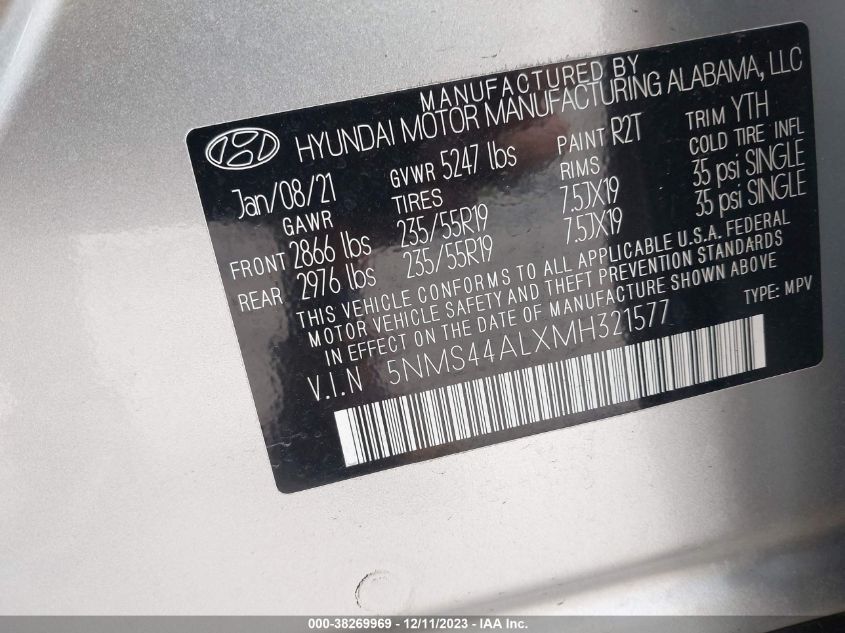 MANUFACTURED BY
HYUNDAI MOTOR MANUFACTURING ALABAMA, LLC
Jan/08/21 GVWR 5247 lbs PAINT R2T TRIM YTH
GAWR TIRES RIMS COLD TIRE INFL
FRONT 2866 lbs 235/55R19 7.5JX19 35 psi SINGLE
REAR 2976 lbs 235/55R19 7.5JX19 35 psi SINGLE
THIS VEHICLE CONFORMS TO ALL APPLICABLE U.S.A. FEDERAL
MOTOR VEHICLE SAFETY AND THEFT PREVENTION STANDARDS
IN EFFECT ON THE DATE OF MANUFACTURE SHOWN ABOVE
V.I.N 5NMS44ALXMH321577 TYPE: MPV
000-38269969 - 12/11/2023 - IAA Inc.